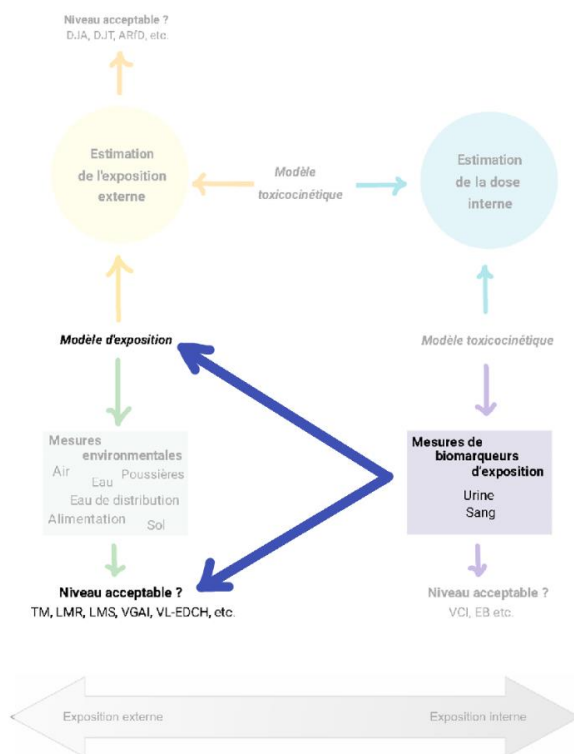 Niveau acceptable ?
DJA, DJT, ARfD, etc.
Estimation
de l'exposition
externe
Modèle
toxicocinétique
Estimation
de la dose
interne
Modèle d'exposition
Modèle toxicocinétique
Mesures
environnementales
Air
Eau
Poussières
Eau de distribution
Alimentation
Sol
Mesures de
biomarqueurs
d'exposition
Urine
Sang
Niveau acceptable ?
TM, LMR, LMS, VGAI, VL-EDCH, etc.
Niveau acceptable ?
VCI, EB etc.
Exposition externe
Exposition interne